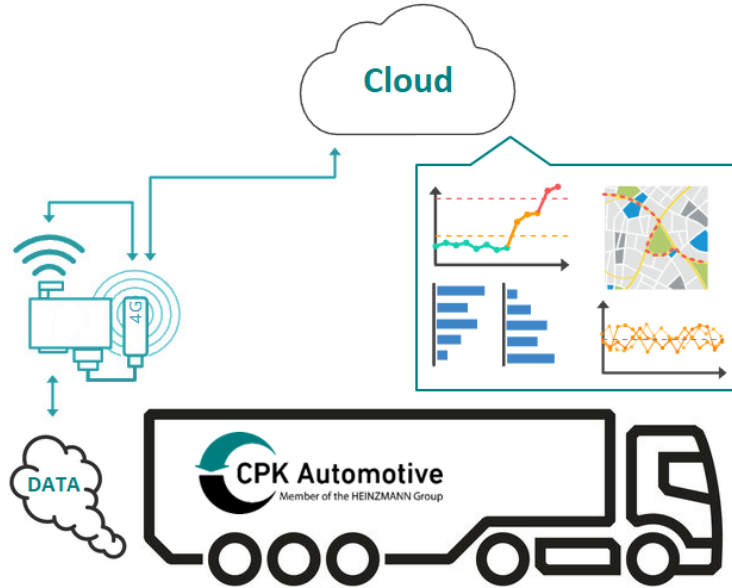 Cloud
4G
DATA
CPK Automotive
Member of the HEINZMANN Group